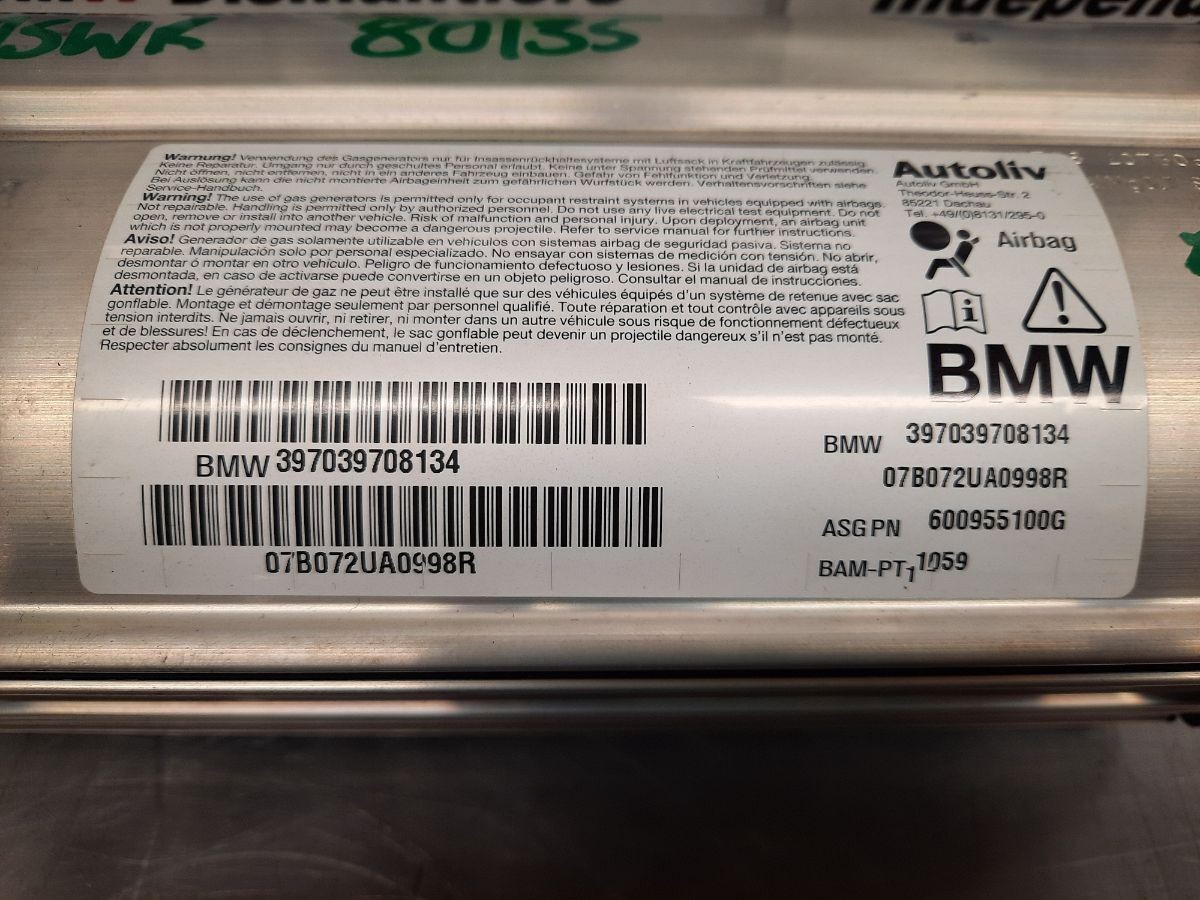 80135
Warnung! Verwendung des Gasgenerators nur für Insassenrückhaltesysteme mit Luftsack in Kraftfahrzeugen zulässig.
Keine Reparatur. Umgang nur durch geschultes Personal erlaubt. Keine unter Spannung stehenden Prüfmittel verwenden.
Nicht öffnen, nicht entfernen, nicht in ein anderes Fahrzeug einbauen. Gefahr von Fehlfunktion und Verletzung.
Bei Auslösung kann die nicht montierte Airbageinheit zum gefährlichen Wurfstück werden. Verhaltensvorschriften siehe
Service-Handbuch.
Warning! The use of gas generators is permitted only for occupant restraint systems in vehicles equipped with airbags.
Not repairable. Handling is permitted only by authorized personnel. Do not use any live electrical test equipment. Do not
open, remove or install into another vehicle. Risk of malfunction and personal injury. Upon deployment, an airbag unit
which is not properly mounted may become a dangerous projectile. Refer to service manual for further instructions.
Aviso! Generador de gas solamente utilizable en vehículos con sistemas airbag de seguridad pasiva. Sistema no
reparable. Manipulación solo por personal especializado. No ensayar con sistemas de medición con tensión. No abrir,
desmontar ó montar en otro vehículo. Peligro de funcionamiento defectuoso y lesiones. Si la unidad de airbag está
desmontada, en caso de activarse puede convertirse en un objeto peligroso. Consultar el manual de instrucciones.
Attention! Le générateur de gaz ne peut être installé que sur des véhicules équipés d'un système de retenue avec sac
gonflable. Montage et démontage seulement par personnel qualifié. Toute réparation et tout contrôle avec appareils sous
tension interdits. Ne jamais ouvrir, ni retirer, ni monter dans un autre véhicule sous risque de fonctionnement défectueux
et de blessures! En cas de déclenchement, le sac gonflable peut devenir un projectile dangereux s'il n'est pas monté.
Respecter absolument les consignes du manuel d'entretien.
Autoliv
Autoliv GmbH
Theodor-Heuss-Str. 2
85221 Dachau
Tel. +49/(0)8131/295-0
Airbag
BMW
BMW 397039708134
07B072UA0998R
BMW 397039708134
07B072UA0998R
ASG PN 600955100G
BAM-PT1 1059